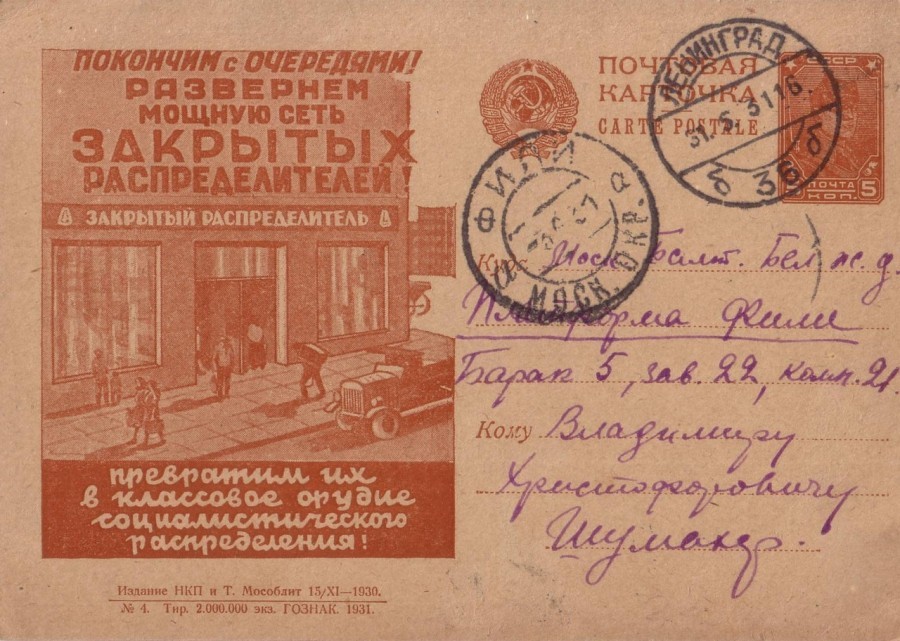 ПОКОНЧИМ с ОЧЕРЕДЯМИ!
РАЗВЕРНЕМ
МОЩНУЮ СЕТЬ
ЗАКРЫТЫХ
РАСПРЕДЕЛИТЕЛЕЙ!
ЗАКРЫТЫЙ РАСПРЕДЕЛИТЕЛЬ
превратим их
в классовое орудие
социалистического
распределения!
Издание НКП и Т. Мособлит 15/XI—1930.
№ 4. Тир. 2.000.000 экз. ГОЗНАК. 1931.
ПОЧТОВАЯ
КАРТОЧКА
CARTE POSTALE
СССР
ПОЧТА
5 КОП. 5
ЛЕНИНГРАД
31.5.31 16.
б 36 б
ФИЛИ
МОСК ОКР.
Куда Моск. Балт. Бел. ж. д.
Платформа Фили
Барак 5, зав. 22, комн. 21
Кому Владимиру
Христофоровичу